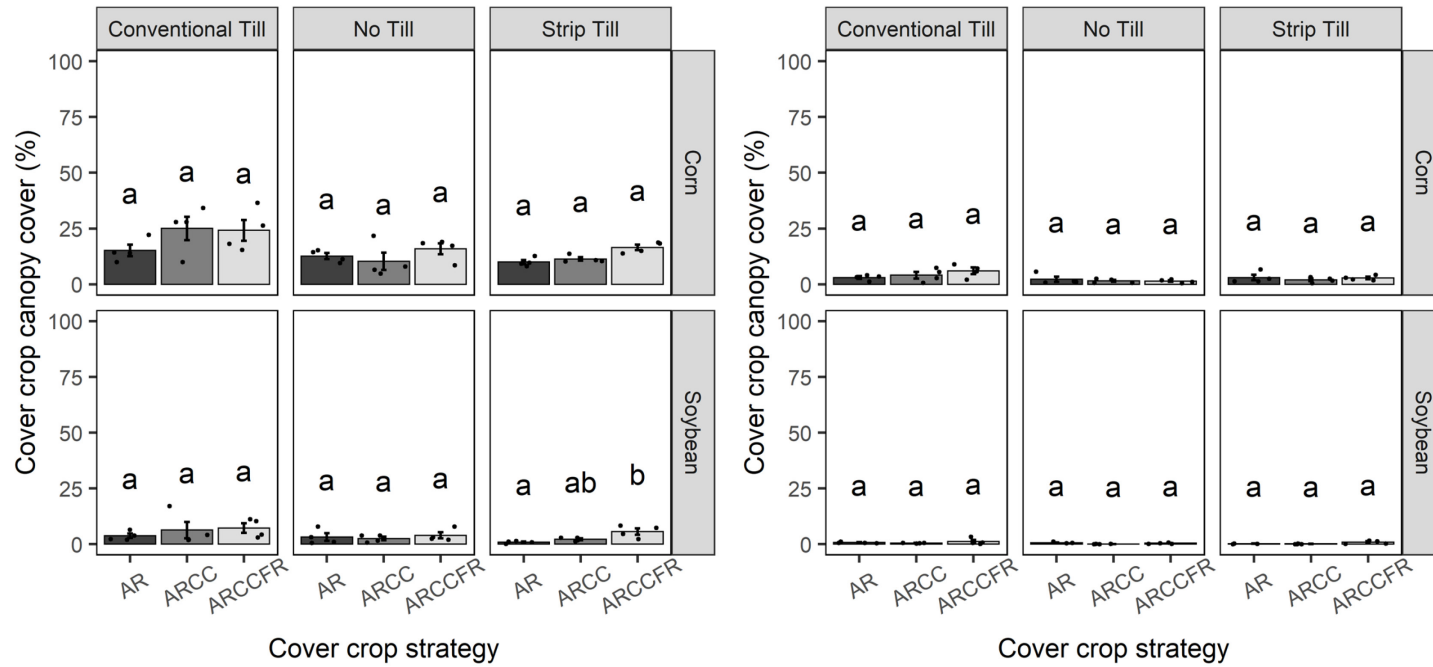 Conventional Till No Till Strip Till
Cover crop canopy cover (%)
100
75
50
25
0
a a a
a a a
a a a
Corn
100
75
50
25
0
a a a
a a a
a ab b
Soybean
AR ARCC ARCCFR
AR ARCC ARCCFR
AR ARCC ARCCFR
Cover crop strategy
Conventional Till No Till Strip Till
Cover crop canopy cover (%)
100
75
50
25
0
a a a
a a a
a a a
Corn
100
75
50
25
0
a a a
a a a
a a a
Soybean
AR ARCC ARCCFR
AR ARCC ARCCFR
AR ARCC ARCCFR
Cover crop strategy